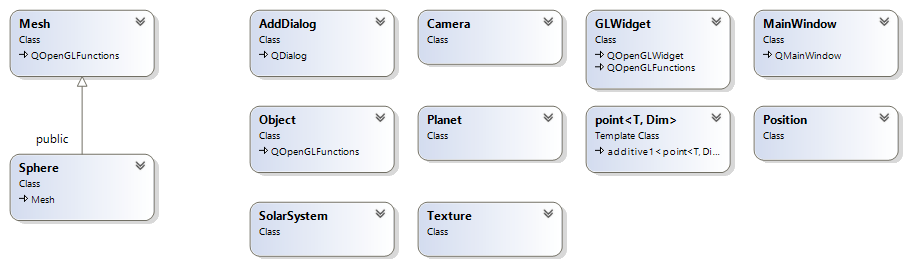 Mesh
Class
QOpenGLFunctions
public
Sphere
Class
Mesh
AddDialog
Class
QDialog
Camera
Class
GLWidget
Class
QOpenGLWidget
QOpenGLFunctions
MainWindow
Class
QMainWindow
Object
Class
QOpenGLFunctions
Planet
Class
point<T, Dim>
Template Class
additive1 < point<T, Di...
Position
Class
SolarSystem
Class
Texture
Class